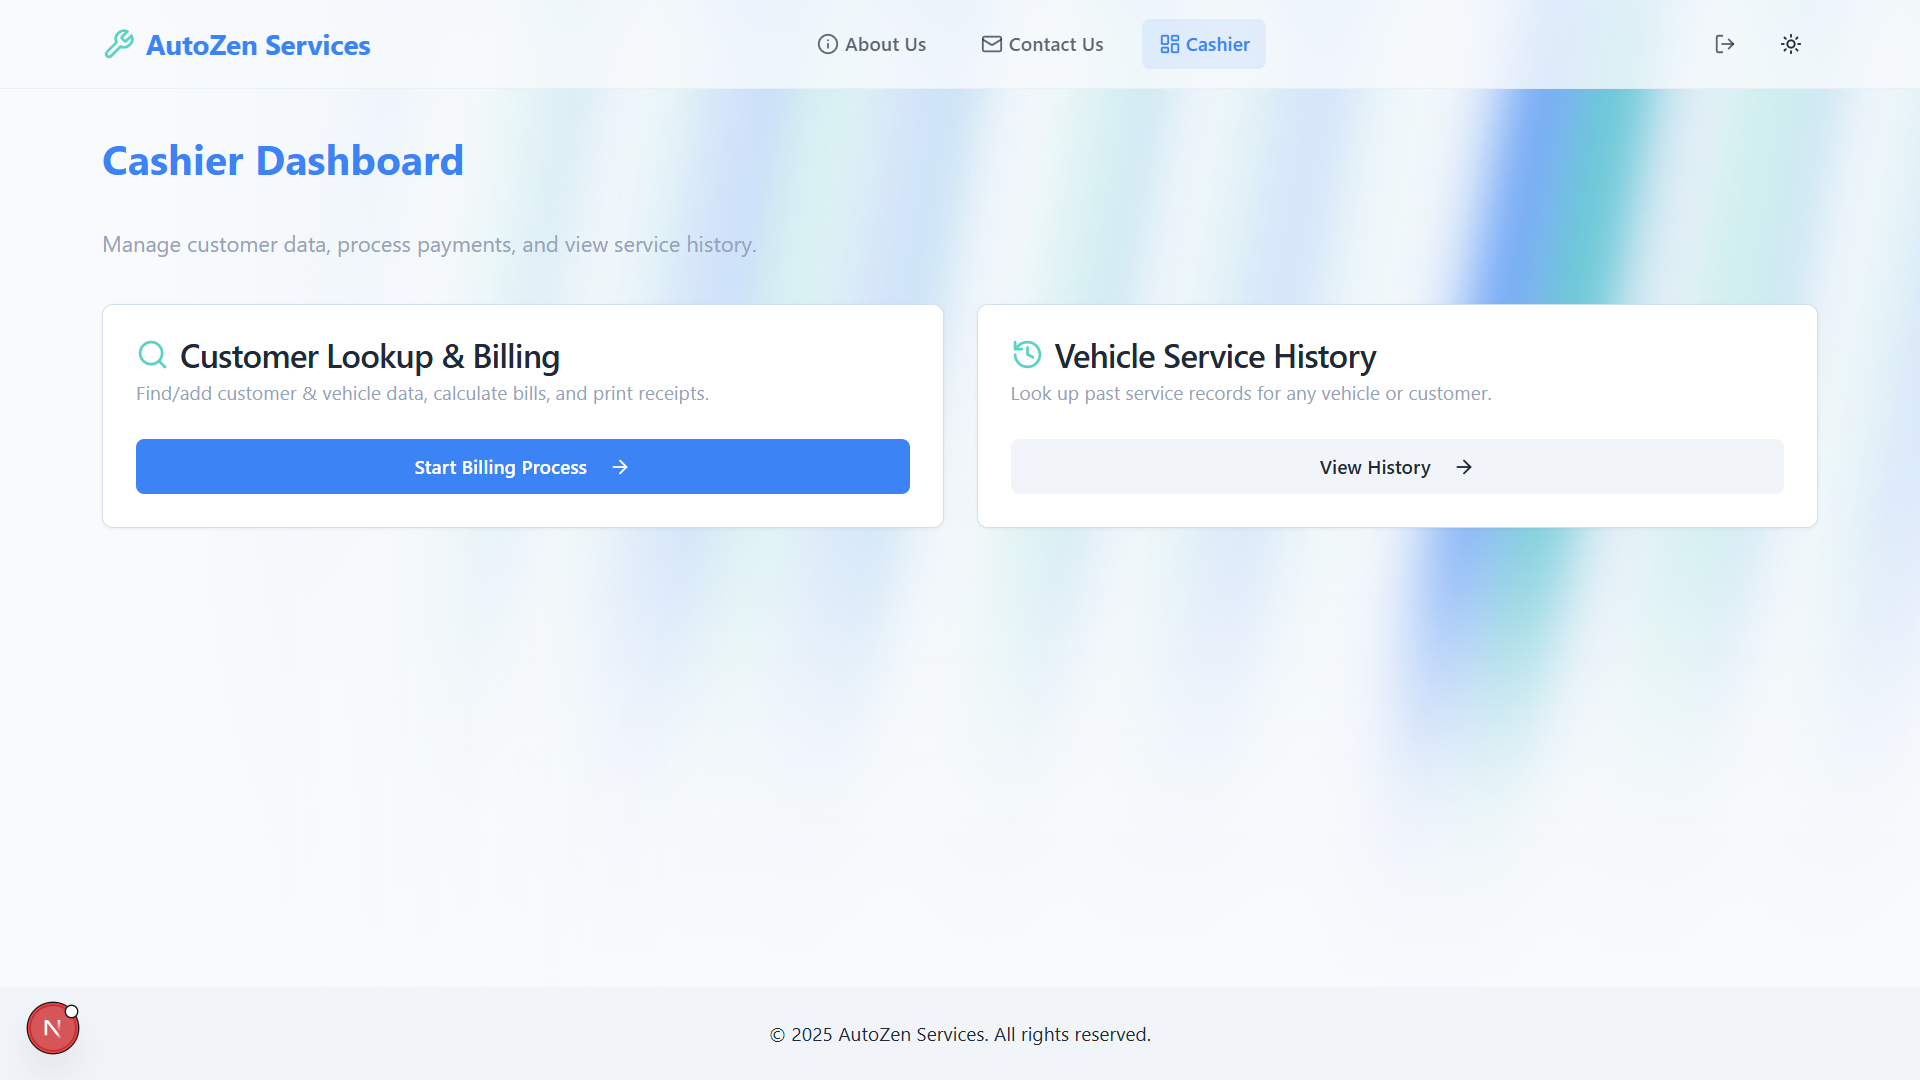 AutoZen Services
About Us
Contact Us
Cashier
Cashier Dashboard
Manage customer data, process payments, and view service history.
Customer Lookup & Billing
Find/add customer & vehicle data, calculate bills, and print receipts.
Start Billing Process
Vehicle Service History
Look up past service records for any vehicle or customer.
View History
N
© 2025 AutoZen Services. All rights reserved.